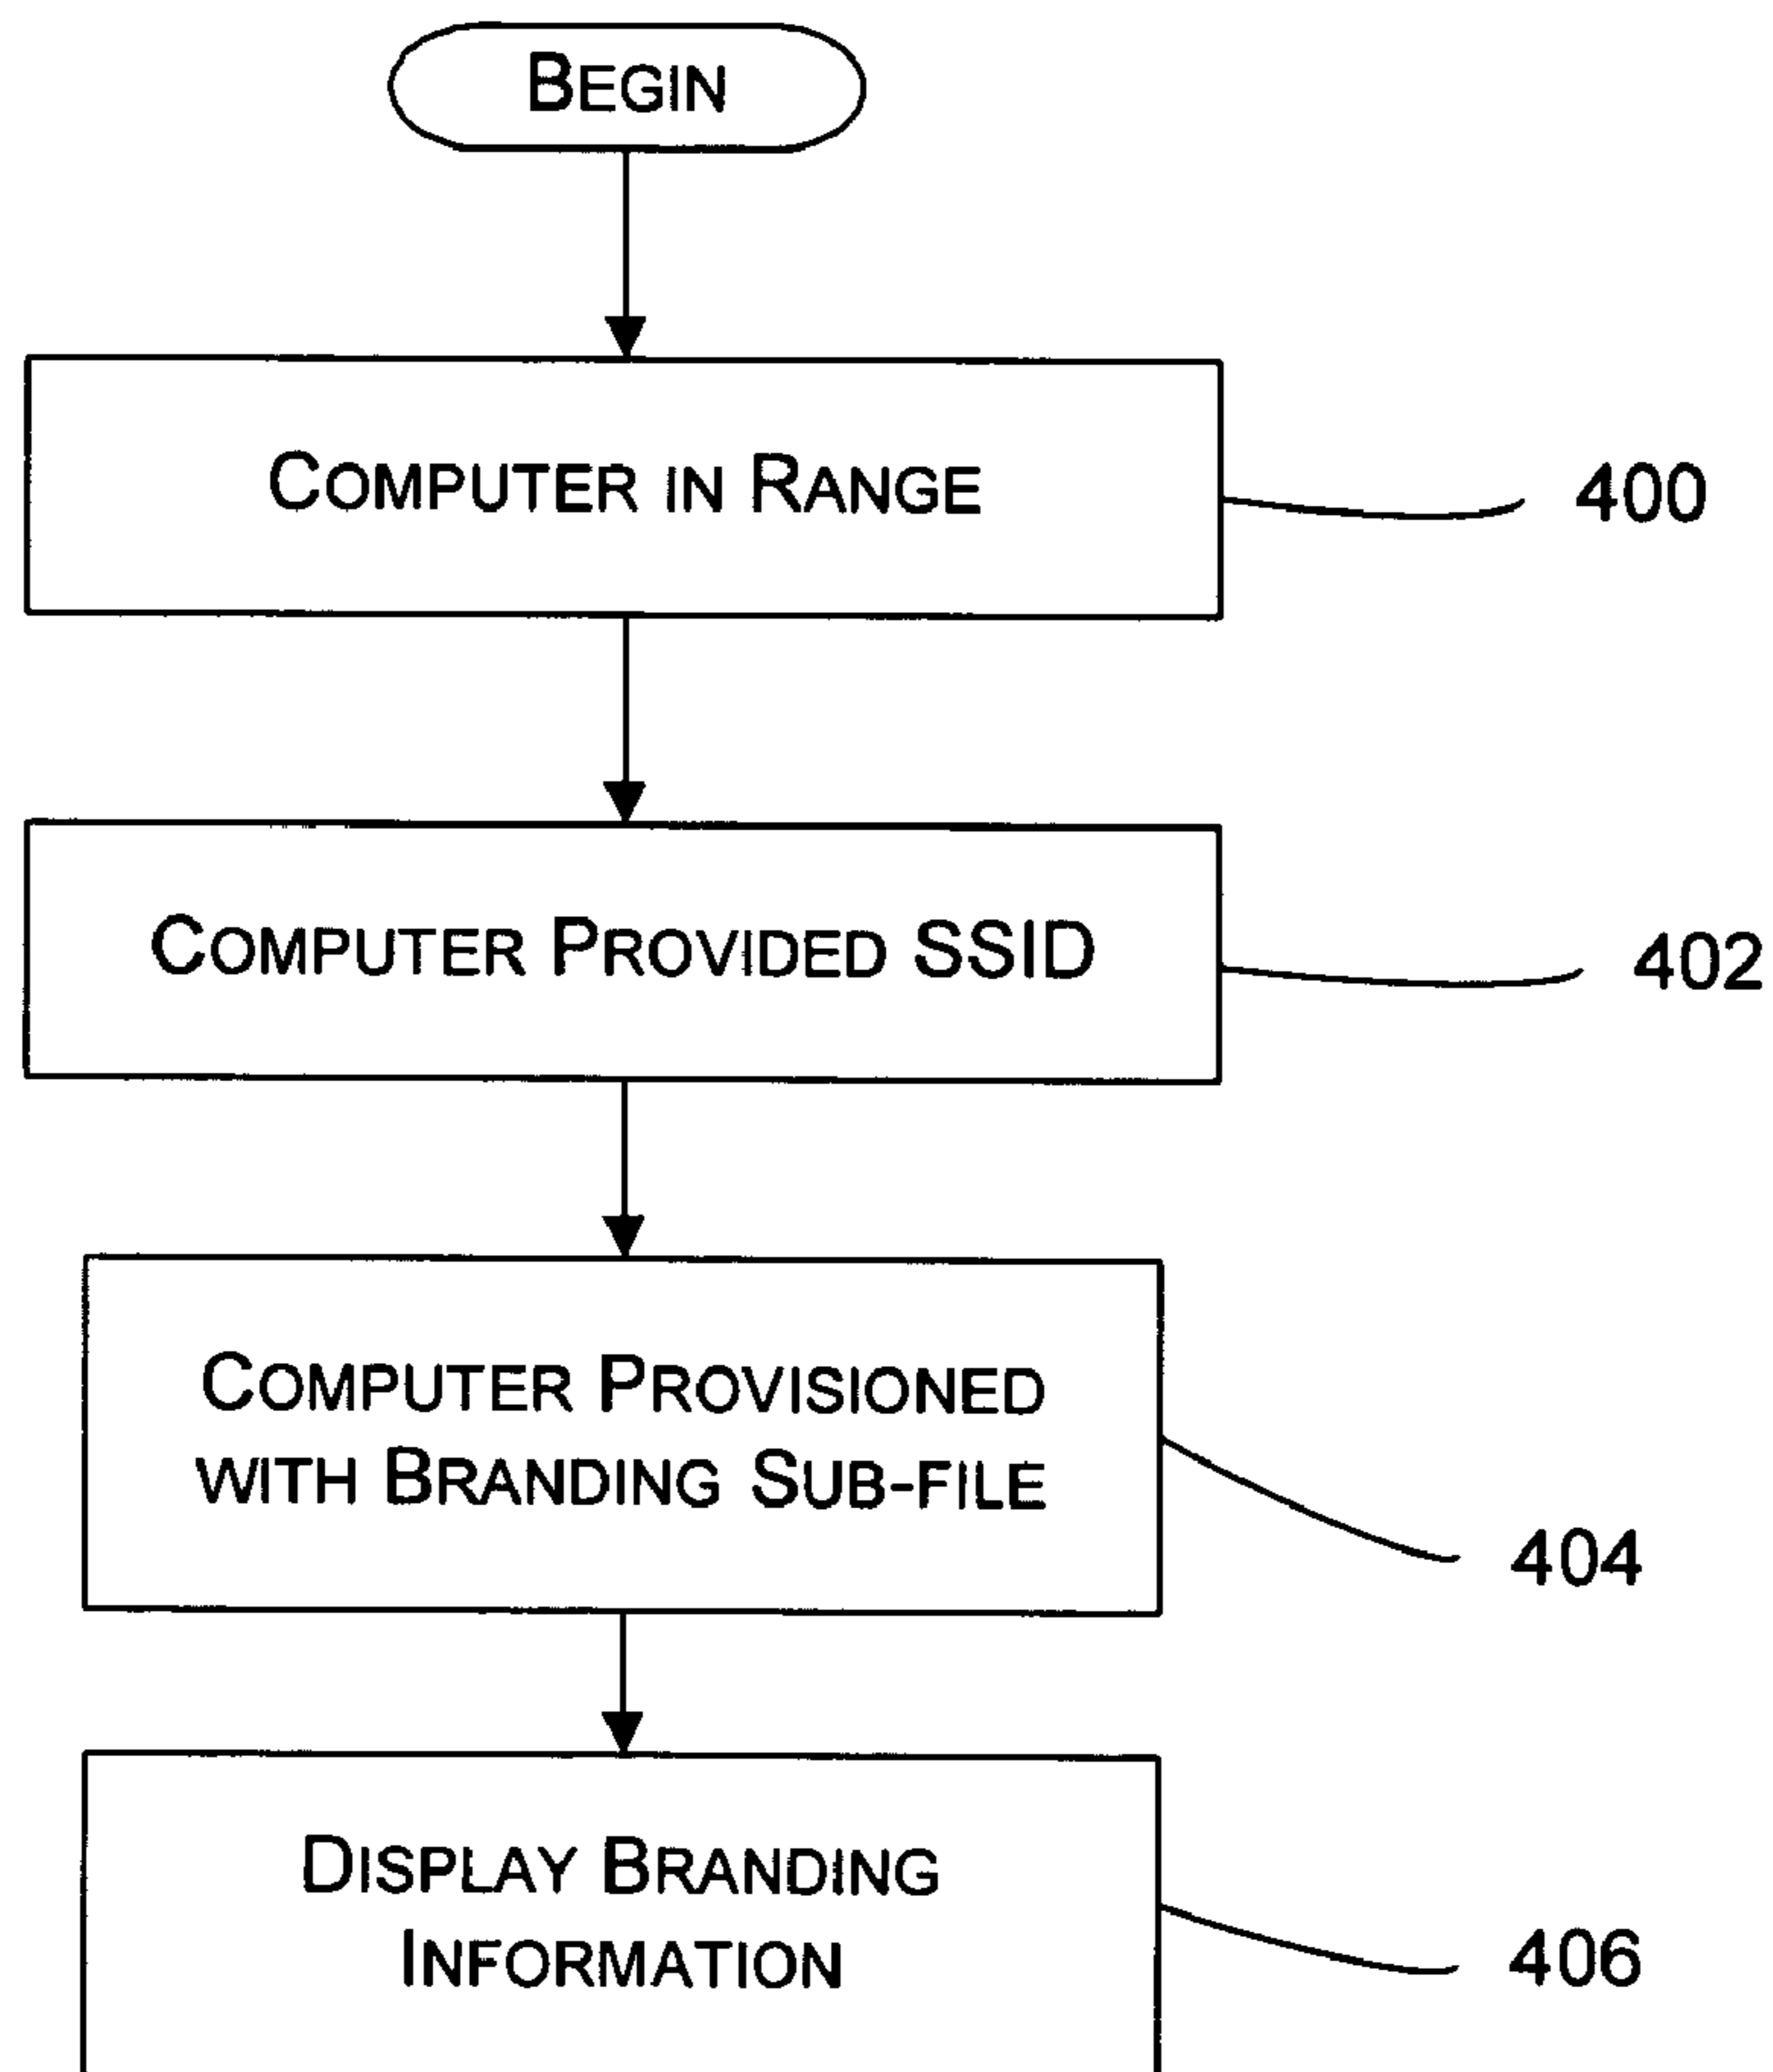 BEGIN
COMPUTER IN RANGE
400
COMPUTER PROVIDED SSID
402
COMPUTER PROVISIONED
WITH BRANDING SUB-FILE
404
DISPLAY BRANDING
INFORMATION
406